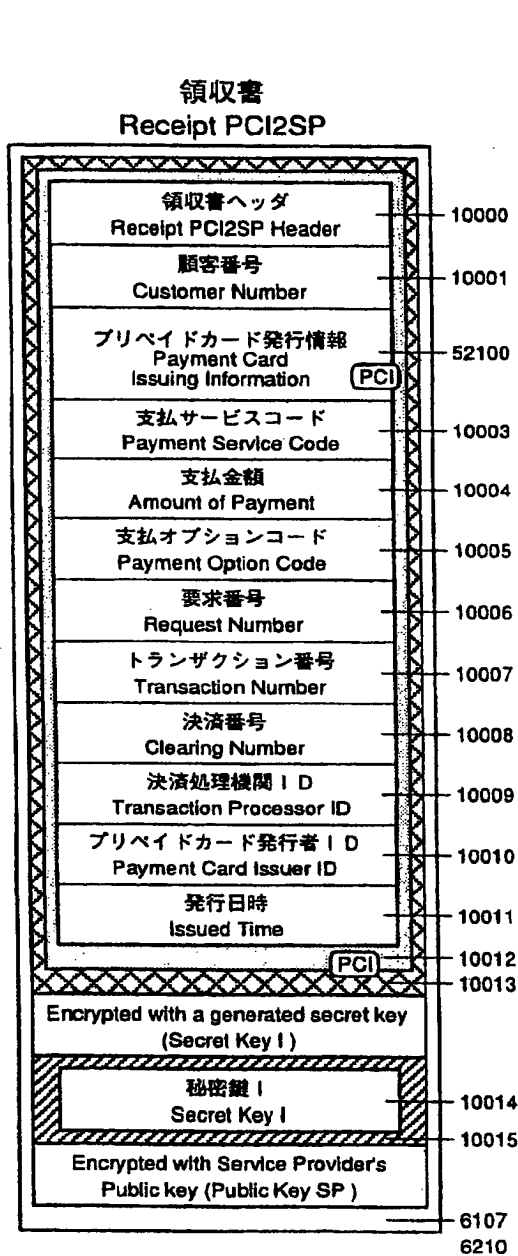 領収書
Receipt PCI2SP
領収書ヘッダ
Receipt PCI2SP Header
10000
顧客番号
Customer Number
10001
プリペイドカード発行情報
Payment Card
Issuing Information
PCI
52100
支払サービスコード
Payment Service Code
10003
支払金額
Amount of Payment
10004
支払オプションコード
Payment Option Code
10005
要求番号
Request Number
10006
トランザクション番号
Transaction Number
10007
決済番号
Clearing Number
10008
決済処理機関ID
Transaction Processor ID
10009
プリペイドカード発行者ID
Payment Card Issuer ID
10010
発行日時
Issued Time
10011
PCI
10012
10013
Encrypted with a generated secret key
(Secret Key I )
秘密鍵 I
Secret Key I
10014
10015
Encrypted with Service Provider's
Public key (Public Key SP )
6107
6210